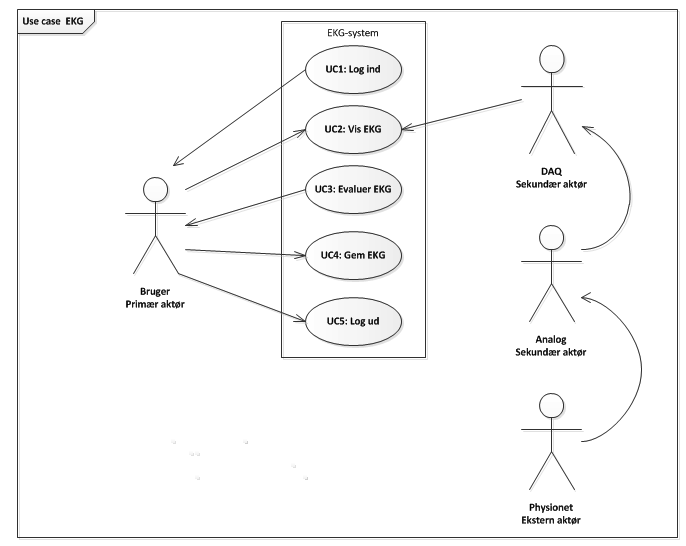 Use case EKG
EKG-system
UC1: Log ind
UC2: Vis EKG
UC3: Evaluer EKG
UC4: Gem EKG
UC5: Log ud
Bruger
Primær aktør
DAQ
Sekundær aktør
Analog
Sekundær aktør
Physionet
Ekstern aktør